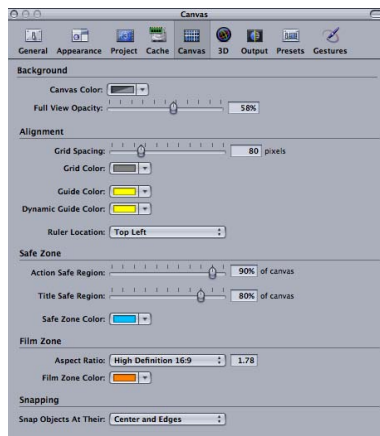 Canvas
General Appearance Project Cache Canvas 3D Output Presets Gestures
Background
Canvas Color:
Full View Opacity: 58%
Alignment
Grid Spacing: 80 pixels
Grid Color:
Guide Color:
Dynamic Guide Color:
Ruler Location: Top Left
Safe Zone
Action Safe Region: 90% of canvas
Title Safe Region: 80% of canvas
Safe Zone Color:
Film Zone
Aspect Ratio: High Definition 16:9 1.78
Film Zone Color:
Snapping
Snap Objects At Their: Center and Edges